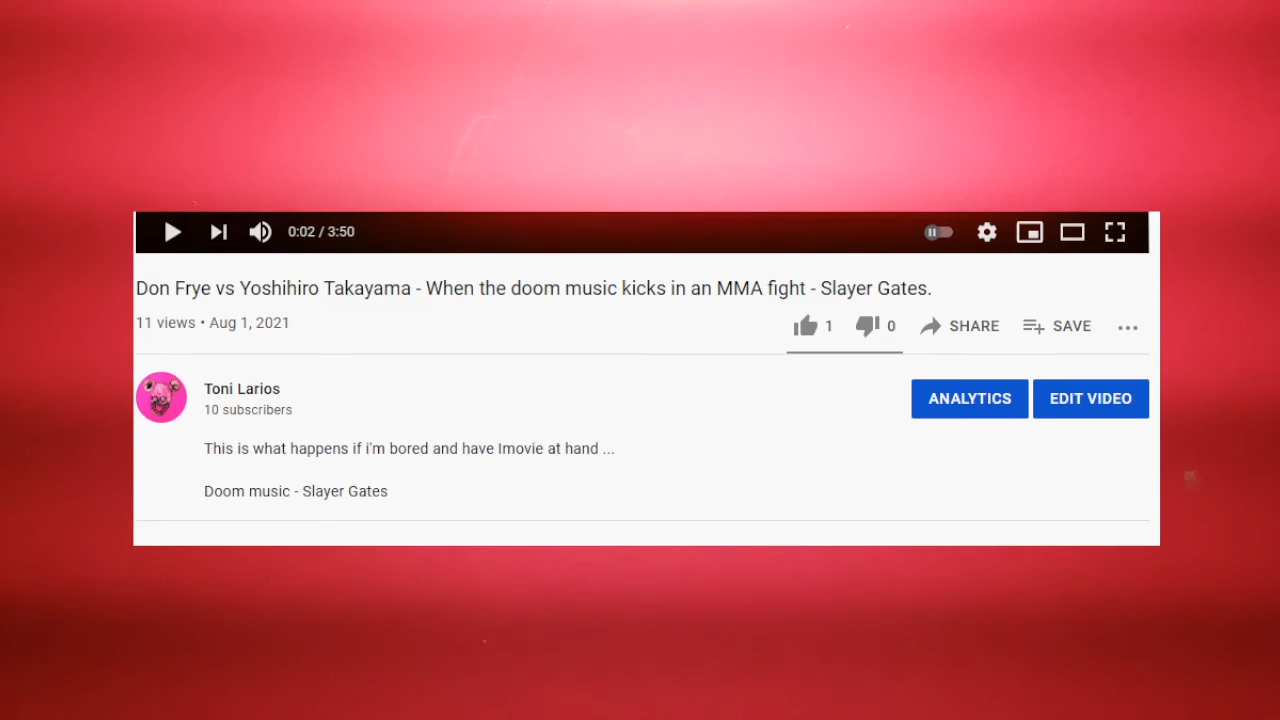 0:02 / 3:50
Don Frye vs Yoshihiro Takayama - When the doom music kicks in an MMA fight - Slayer Gates.
11 views • Aug 1, 2021
1 0 SHARE SAVE
Toni Larios
10 subscribers
ANALYTICS EDIT VIDEO
This is what happens if i'm bored and have Imovie at hand ...
Doom music - Slayer Gates